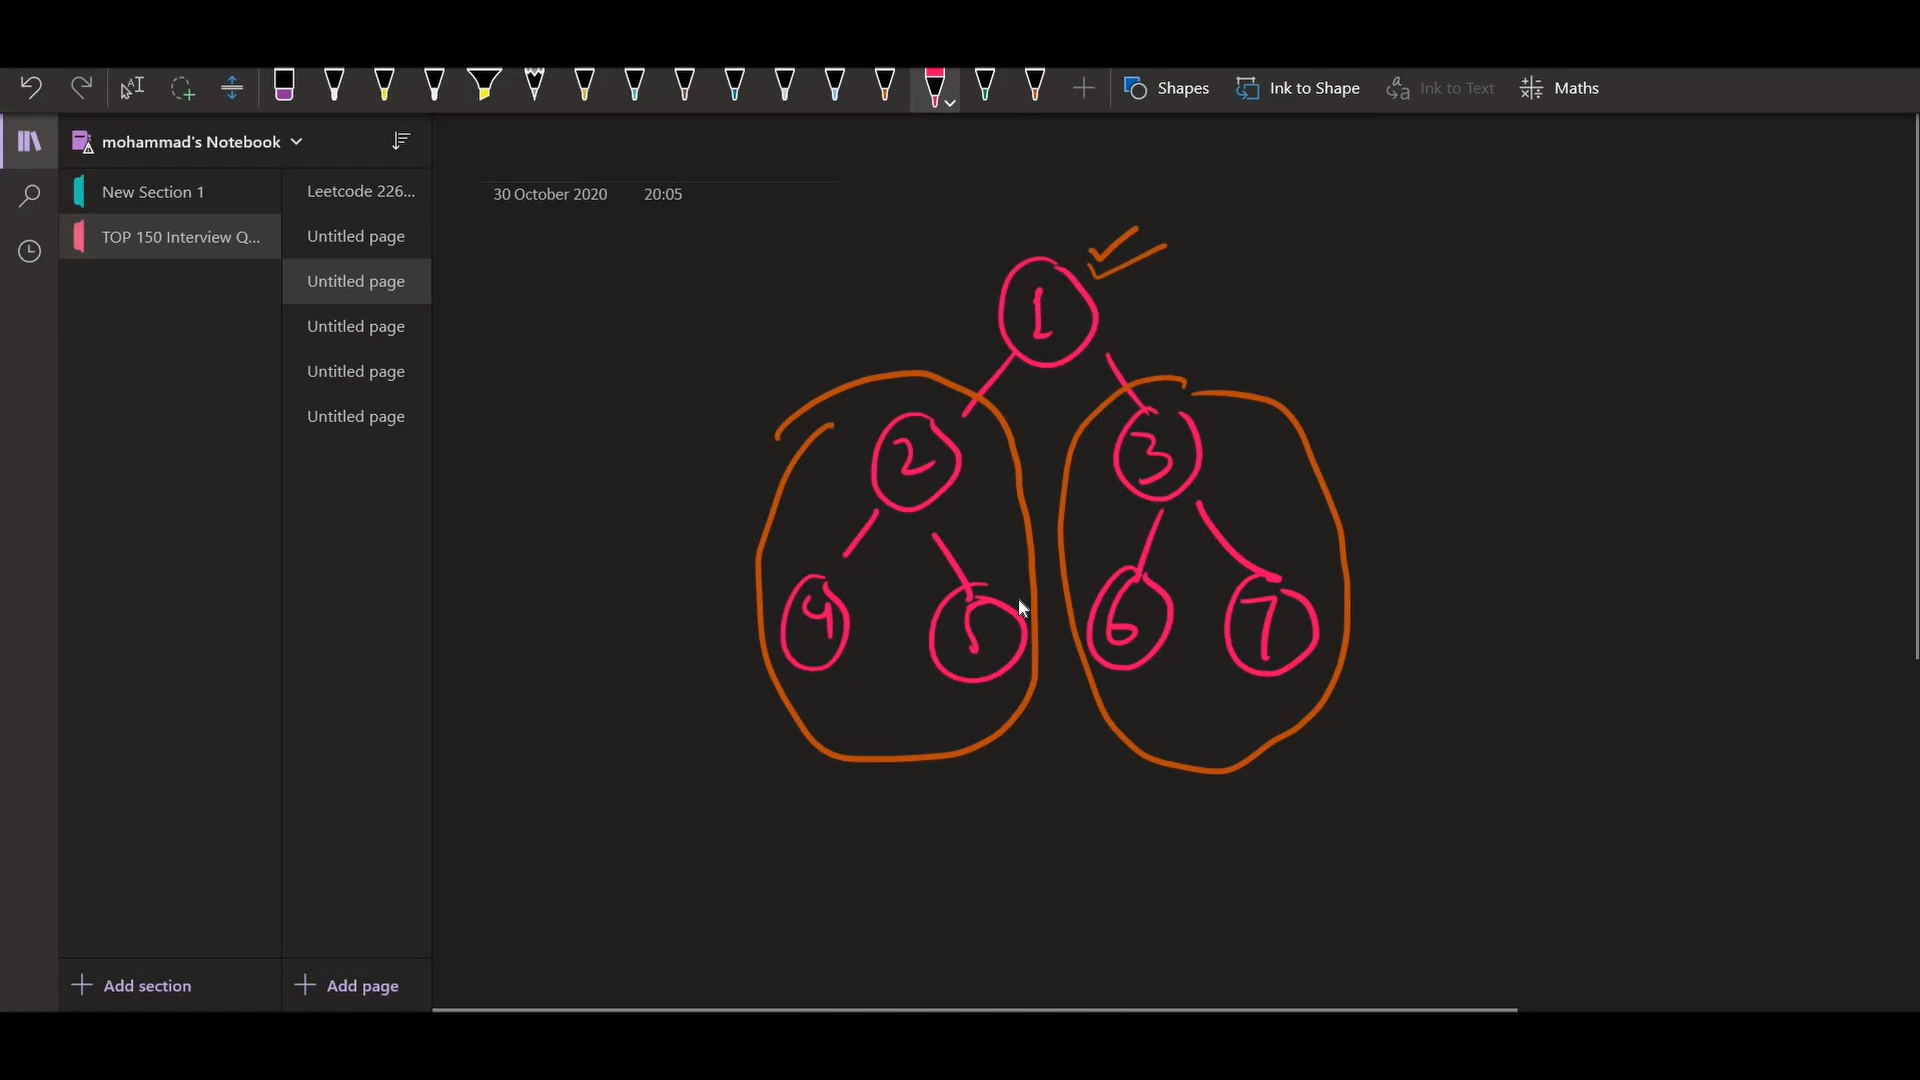 Shapes
Ink to Shape
Ink to Text
Maths
mohammad's Notebook
New Section 1
TOP 150 Interview Q...
Leetcode 226...
Untitled page
Untitled page
Untitled page
Untitled page
Untitled page
30 October 2020 20:05
1
2 3
4 5 6 7
Add section
Add page